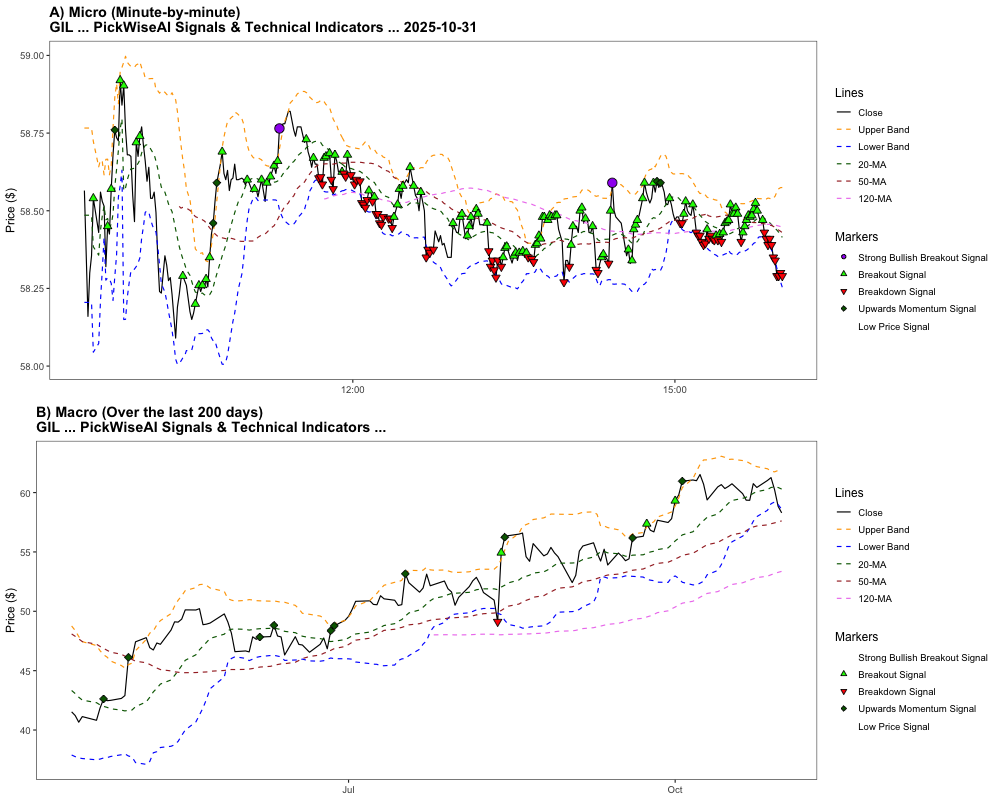 A) Micro (Minute-by-minute)
GIL ... PickWiseAI Signals & Technical Indicators ... 2025-10-31
Price ($)
59.00
58.75
58.50
58.25
58.00
12:00
15:00
Lines
Close
Upper Band
Lower Band
20-MA
50-MA
120-MA
Markers
Strong Bullish Breakout Signal
Breakout Signal
Breakdown Signal
Upwards Momentum Signal
Low Price Signal
B) Macro (Over the last 200 days)
GIL ... PickWiseAI Signals & Technical Indicators ...
Price ($)
60
55
50
45
40
Jul
Oct
Lines
Close
Upper Band
Lower Band
20-MA
50-MA
120-MA
Markers
Strong Bullish Breakout Signal
Breakout Signal
Breakdown Signal
Upwards Momentum Signal
Low Price Signal